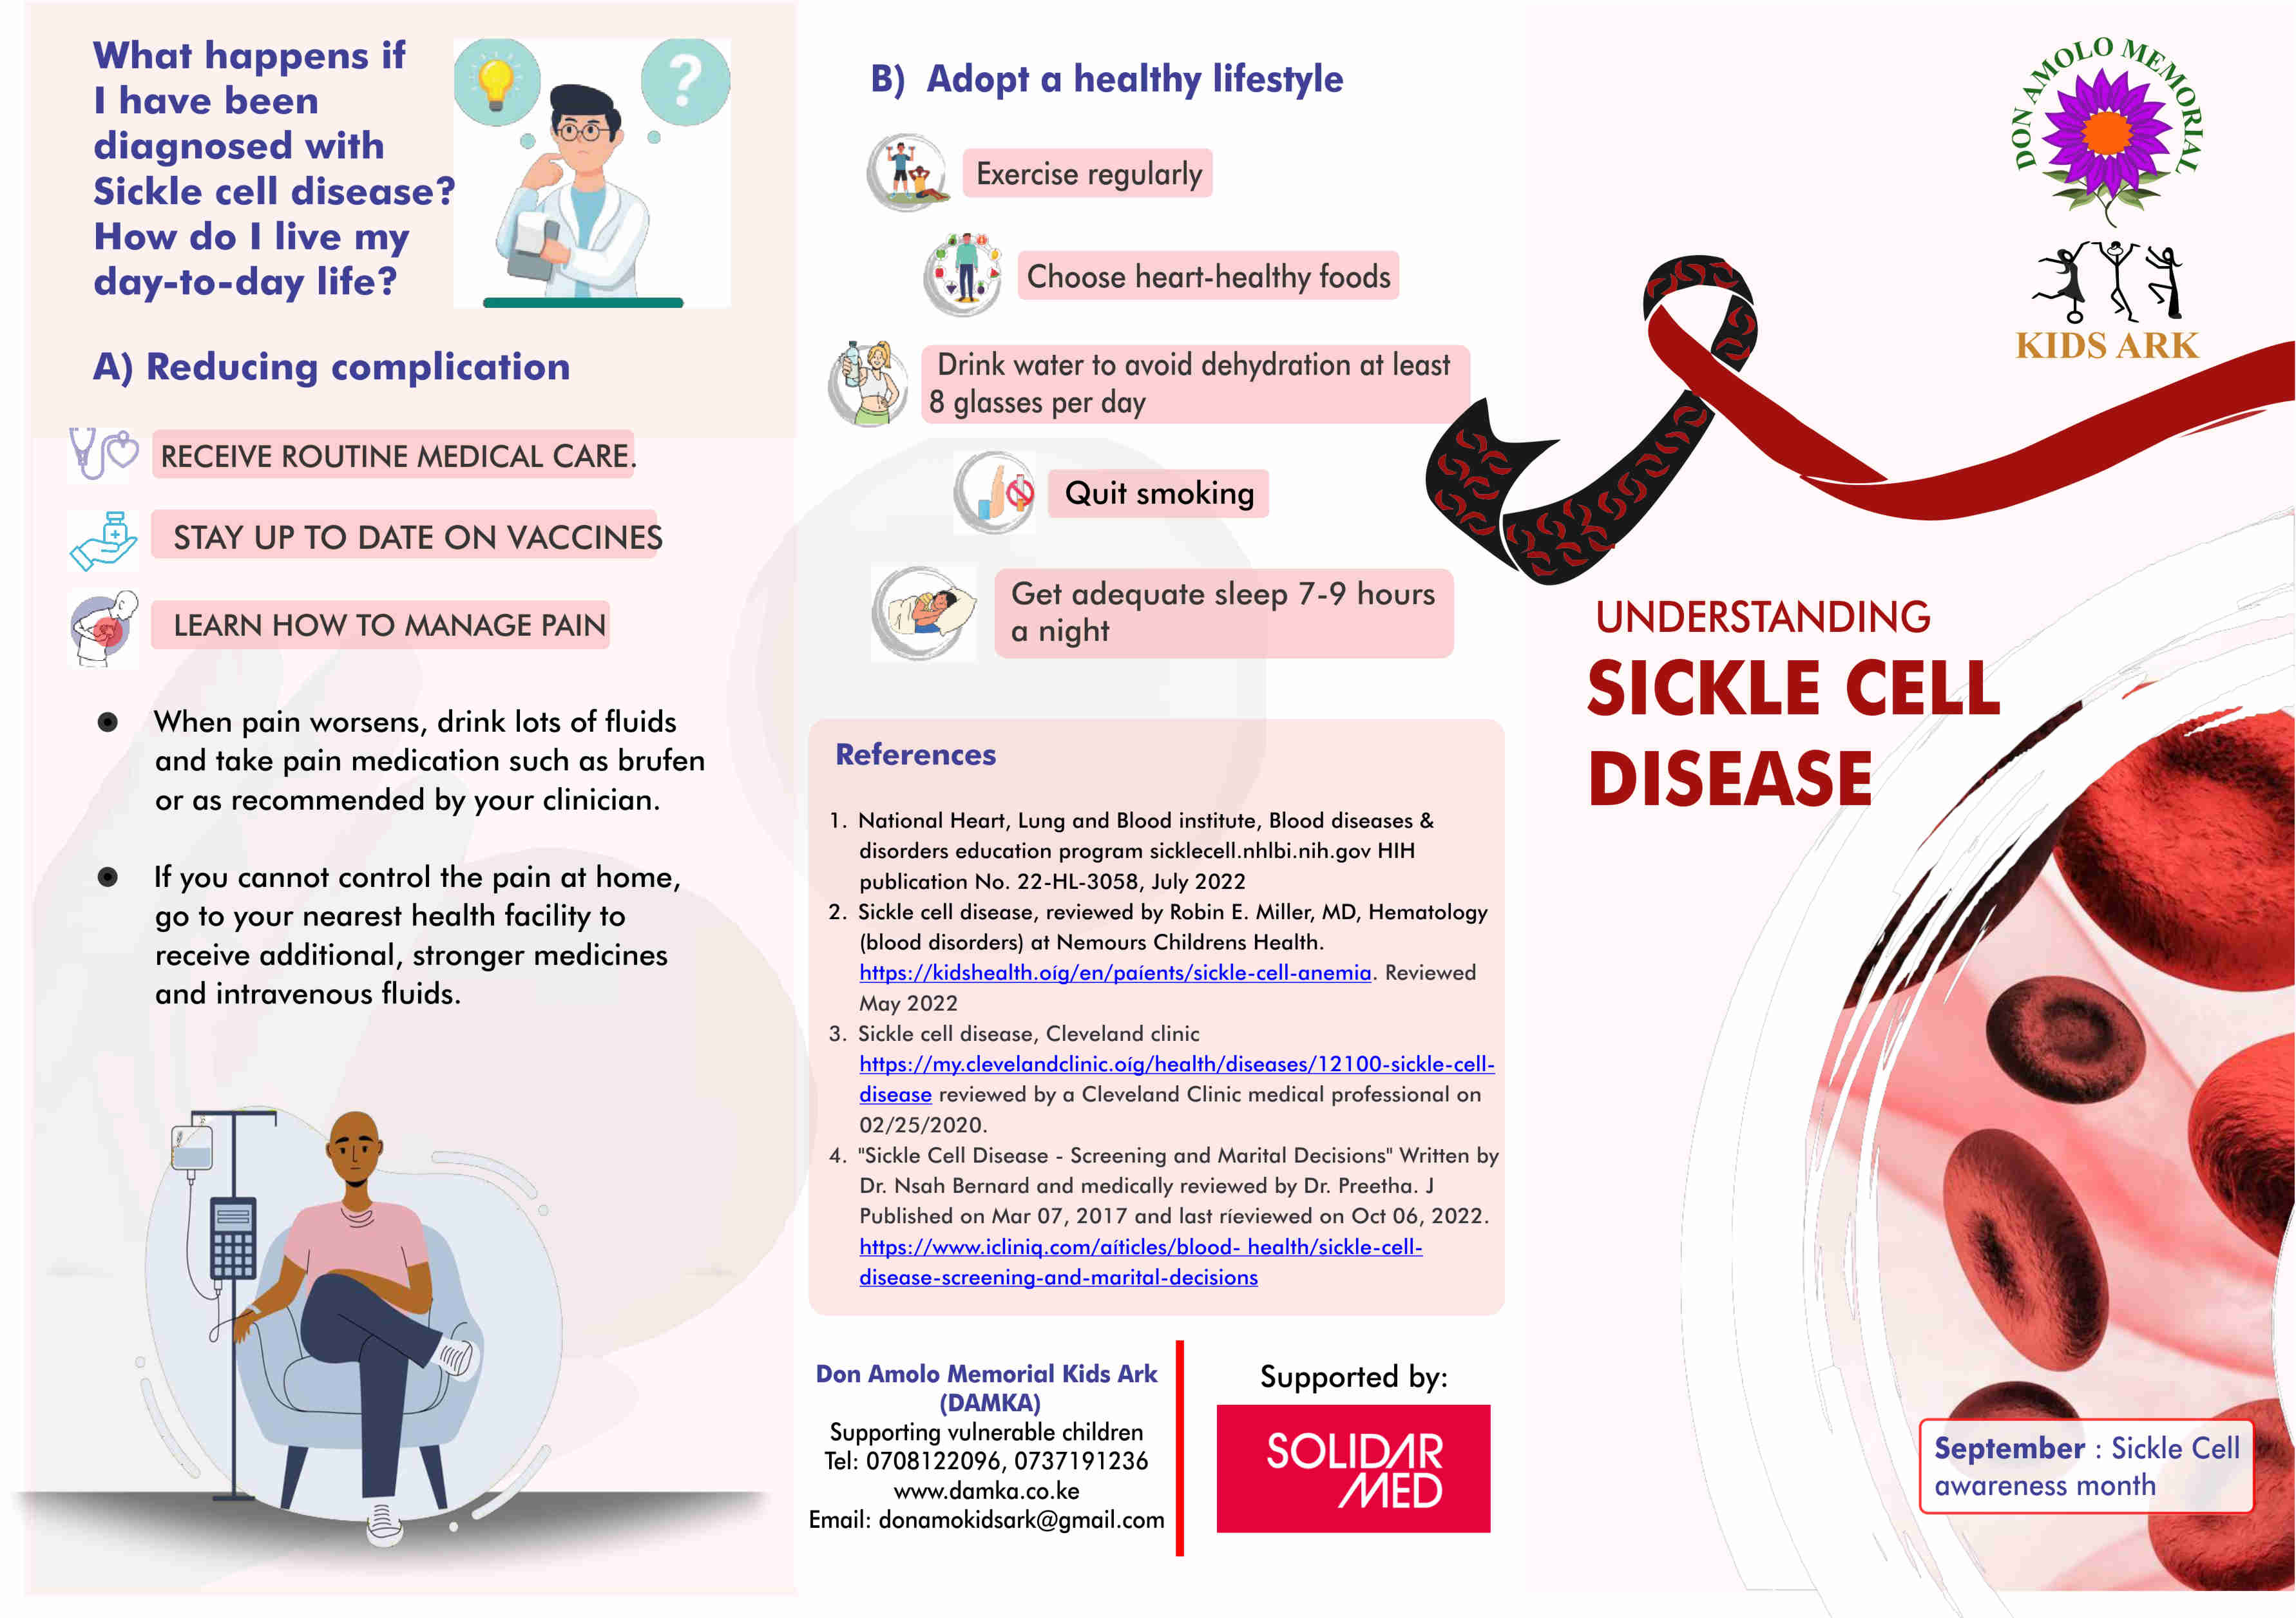 What happens if
I have been
diagnosed with
Sickle cell disease?
How do I live my
day-to-day life?
A) Reducing complication
RECEIVE ROUTINE MEDICAL CARE.
STAY UP TO DATE ON VACCINES
LEARN HOW TO MANAGE PAIN
When pain worsens, drink lots of fluids
and take pain medication such as brufen
or as recommended by your clinician.
If you cannot control the pain at home,
go to your nearest health facility to
receive additional, stronger medicines
and intravenous fluids.
B) Adopt a healthy lifestyle
Exercise regularly
Choose heart-healthy foods
Drink water to avoid dehydration at least
8 glasses per day
Quit smoking
Get adequate sleep 7-9 hours
a night
References
1. National Heart, Lung and Blood institute, Blood diseases &
disorders education program sicklecell.nhlbi.nih.gov HIH
publication No. 22-HL-3058, July 2022
2. Sickle cell disease, reviewed by Robin E. Miller, MD, Hematology
(blood disorders) at Nemours Childrens Health.
https://kidshealth.oíg/en/paíents/sickle-cell-anemia. Reviewed
May 2022
3. Sickle cell disease, Cleveland clinic
https://my.clevelandclinic.oíg/health/diseases/12100-sickle-cell-
disease reviewed by a Cleveland Clinic medical professional on
02/25/2020.
4. "Sickle Cell Disease - Screening and Marital Decisions" Written by
Dr. Nsah Bernard and medically reviewed by Dr. Preetha. J
Published on Mar 07, 2017 and last ríeviewed on Oct 06, 2022.
https://www.icliniq.com/aíticles/blood- health/sickle-cell-
disease-screening-and-marital-decisions
Don Amolo Memorial Kids Ark
(DAMKA)
Supporting vulnerable children
Tel: 0708122096, 0737191236
www.damka.co.ke
Email: donamokidsark@gmail.com
Supported by:
SOLIDAR
MED
DON AMOLO MEMORIAL
KIDS ARK
UNDERSTANDING
SICKLE CELL
DISEASE
September : Sickle Cell
awareness month